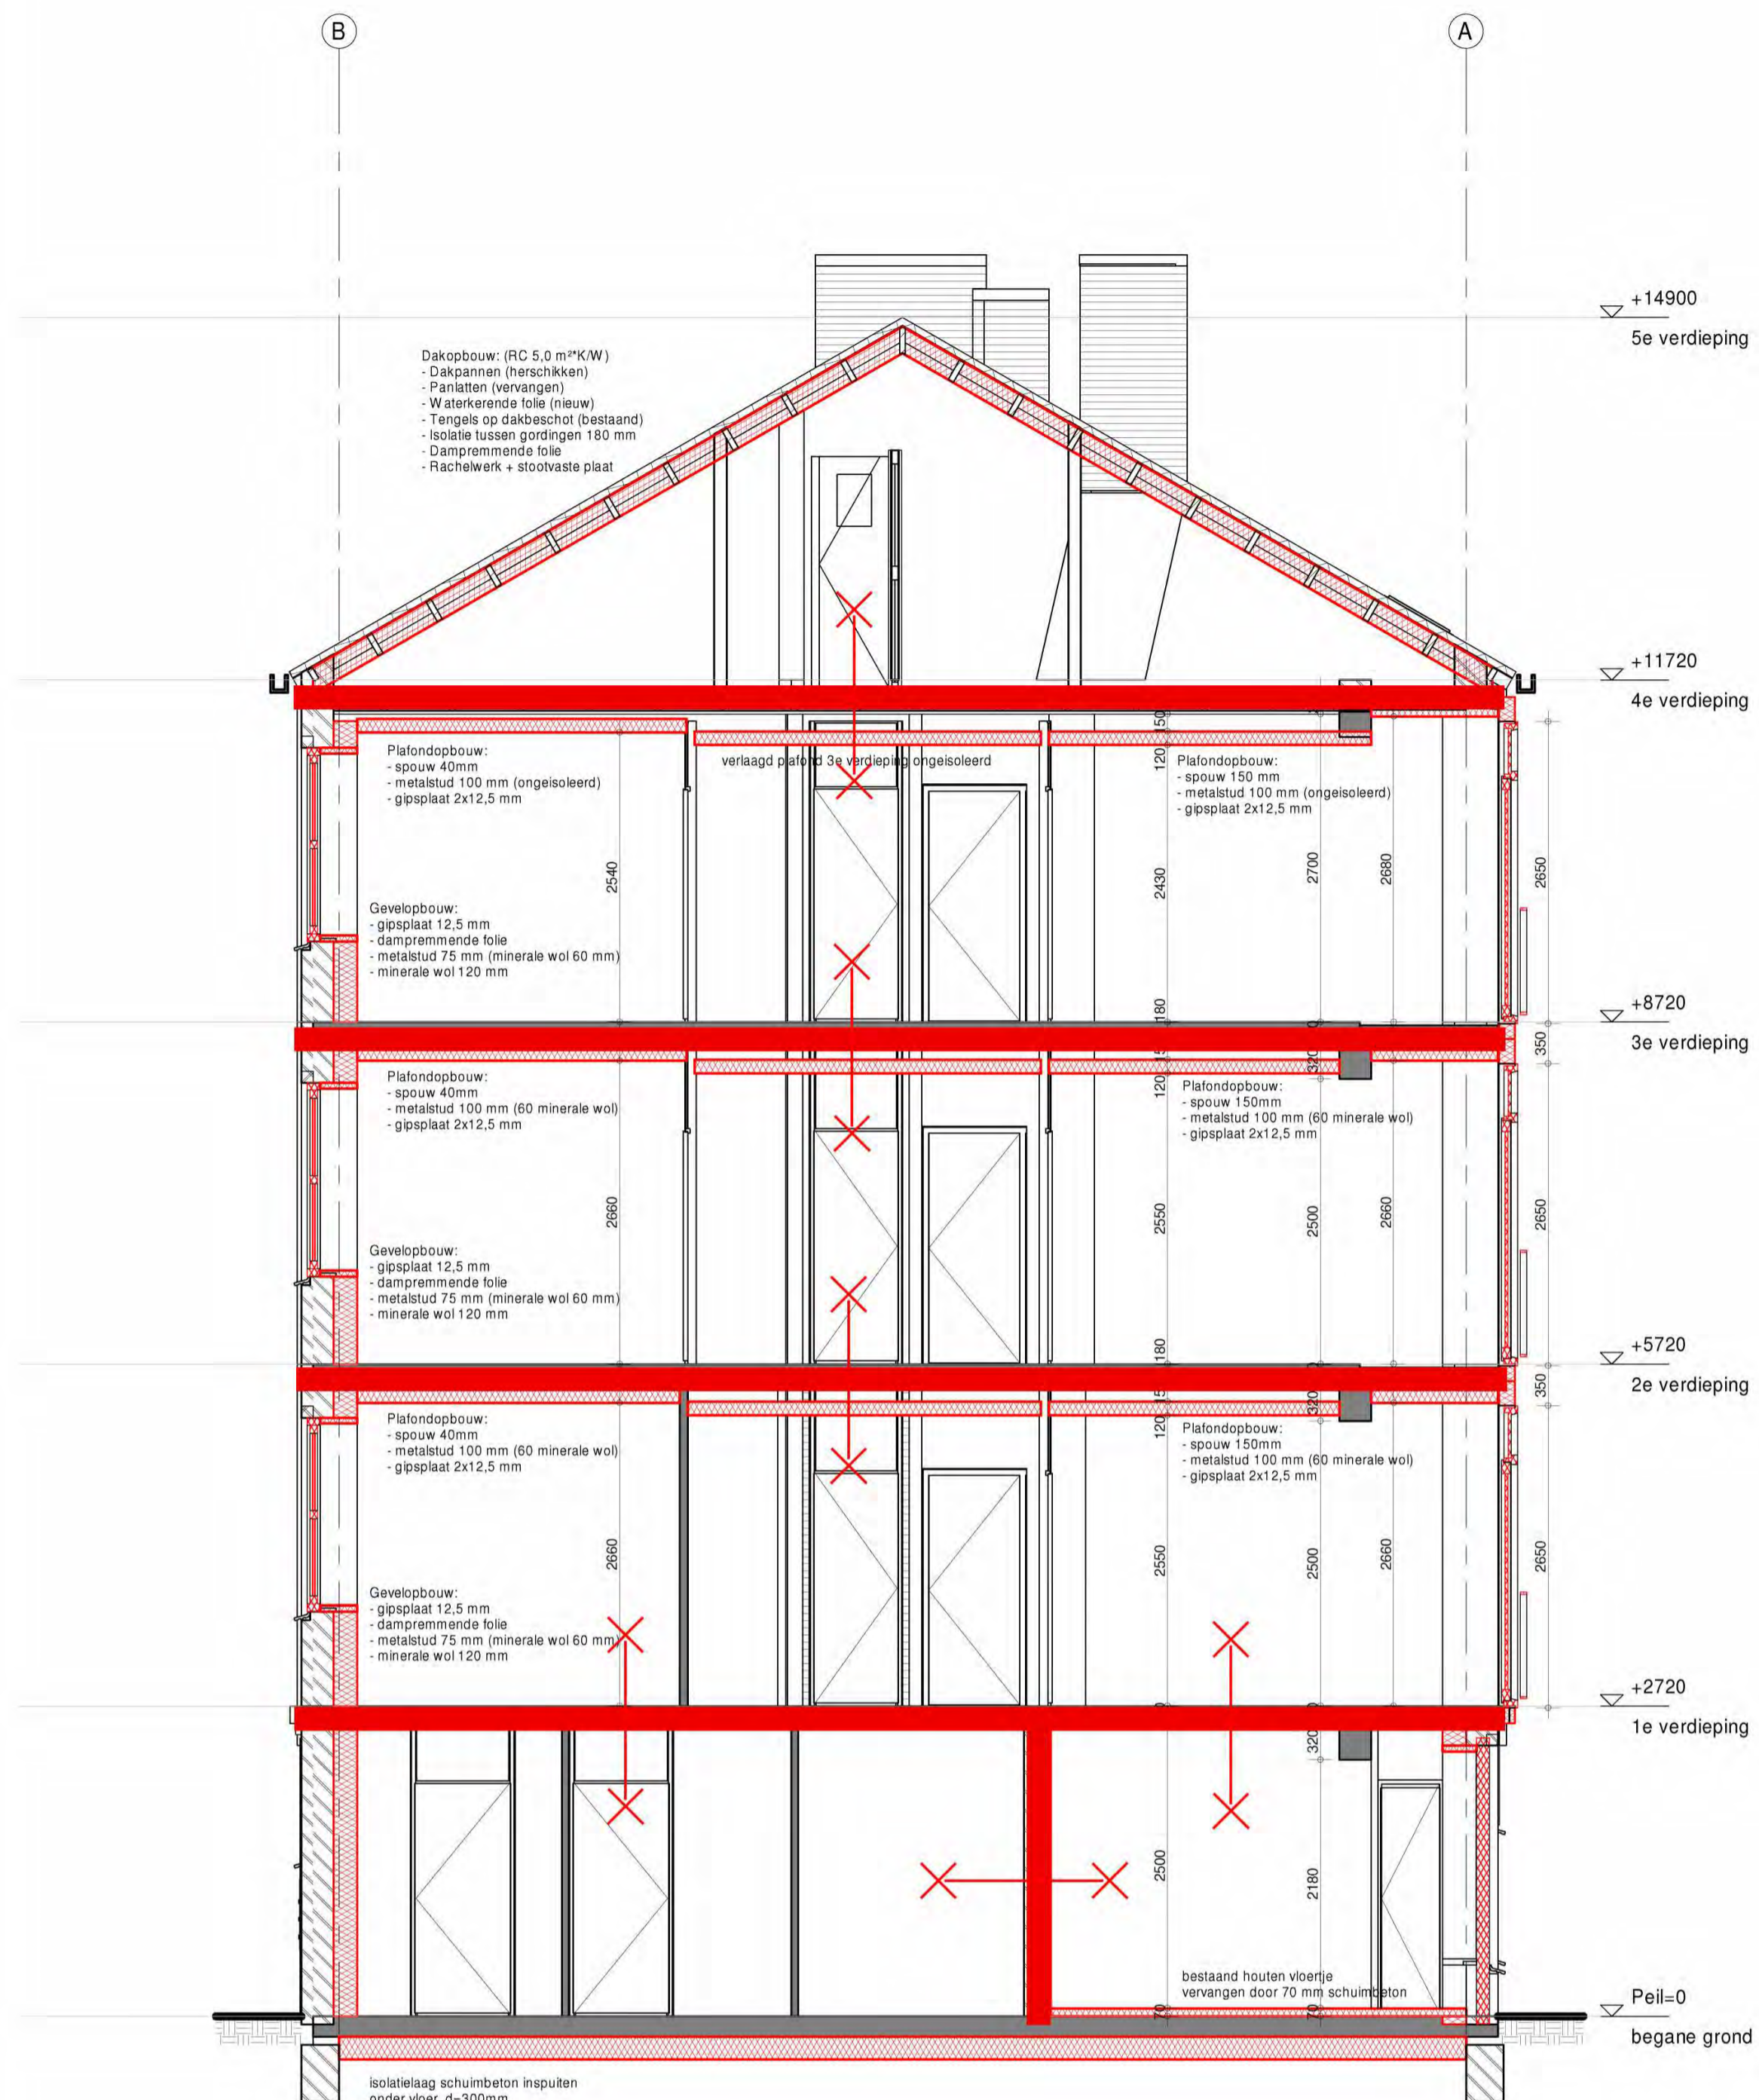 B
A
+14900
5e verdieping
Dakopbouw: (RC 5,0 m²*K/W)
- Dakpannen (herschikken)
- Panlatten (vervangen)
- Waterkerende folie (nieuw)
- Tengels op dakbeschot (bestaand)
- Isolatie tussen gordingen 180 mm
- Dampremmende folie
- Rachelwerk + stootvaste plaat
+11720
4e verdieping
150
Plafondopbouw:
- spouw 40mm
- metalstud 100 mm (ongeisoleerd)
- gipsplaat 2x12,5 mm
verlaagd plafond 3e verdieping ongeisoleerd
120
Plafondopbouw:
- spouw 150 mm
- metalstud 100 mm (ongeisoleerd)
- gipsplaat 2x12,5 mm
2540
2430
2700
2680
2650
Gevelopbouw:
- gipsplaat 12,5 mm
- dampremmende folie
- metalstud 75 mm (minerale wol 60 mm)
- minerale wol 120 mm
180
+8720
3e verdieping
350
320
120
Plafondopbouw:
- spouw 40mm
- metalstud 100 mm (60 minerale wol)
- gipsplaat 2x12,5 mm
Plafondopbouw:
- spouw 150mm
- metalstud 100 mm (60 minerale wol)
- gipsplaat 2x12,5 mm
2660
2550
2500
2660
2650
Gevelopbouw:
- gipsplaat 12,5 mm
- dampremmende folie
- metalstud 75 mm (minerale wol 60 mm)
- minerale wol 120 mm
180
+5720
2e verdieping
350
320
120
Plafondopbouw:
- spouw 40mm
- metalstud 100 mm (60 minerale wol)
- gipsplaat 2x12,5 mm
Plafondopbouw:
- spouw 150mm
- metalstud 100 mm (60 minerale wol)
- gipsplaat 2x12,5 mm
2660
2550
2500
2660
2650
Gevelopbouw:
- gipsplaat 12,5 mm
- dampremmende folie
- metalstud 75 mm (minerale wol 60 mm)
- minerale wol 120 mm
+2720
1e verdieping
320
2500
2180
bestaand houten vloertje
vervangen door 70 mm schuimbeton
70
70
Peil=0
begane grond
isolatielaag schuimbeton inspuiten
onder vloer, d=300mm